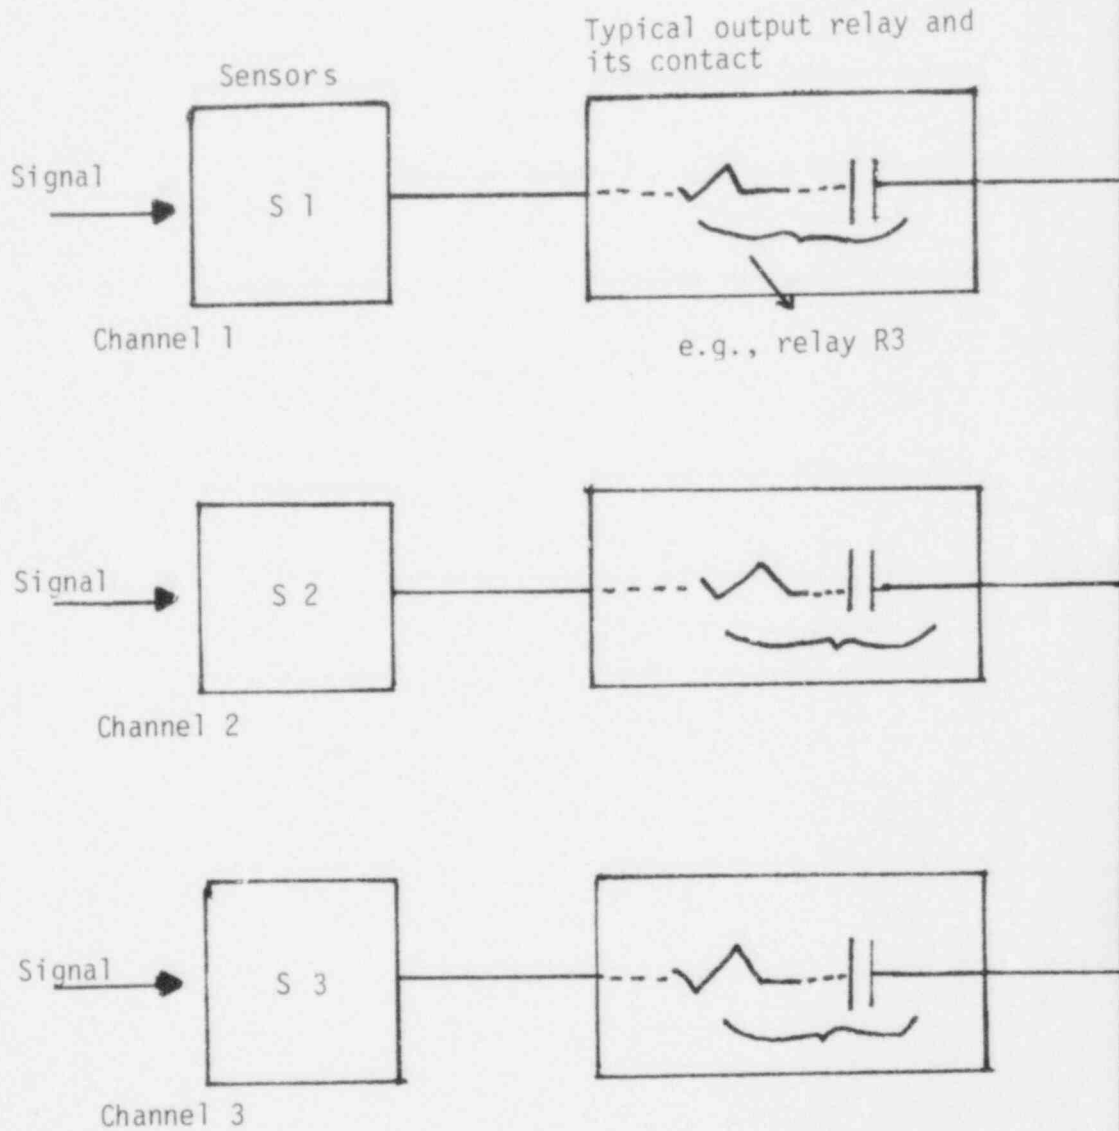 Typical output relay and
its contact
Sensors
Signal
S 1
Channel 1
e.g., relay R3
Signal
S 2
Channel 2
Signal
S 3
Channel 3